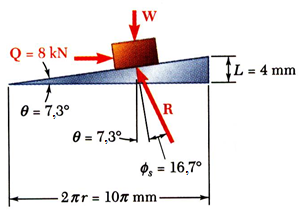 W
Q = 8 kN
L = 4 mm
θ = 7,3°
R
θ = 7,3°
ϕs = 16,7°
2πr = 10π mm